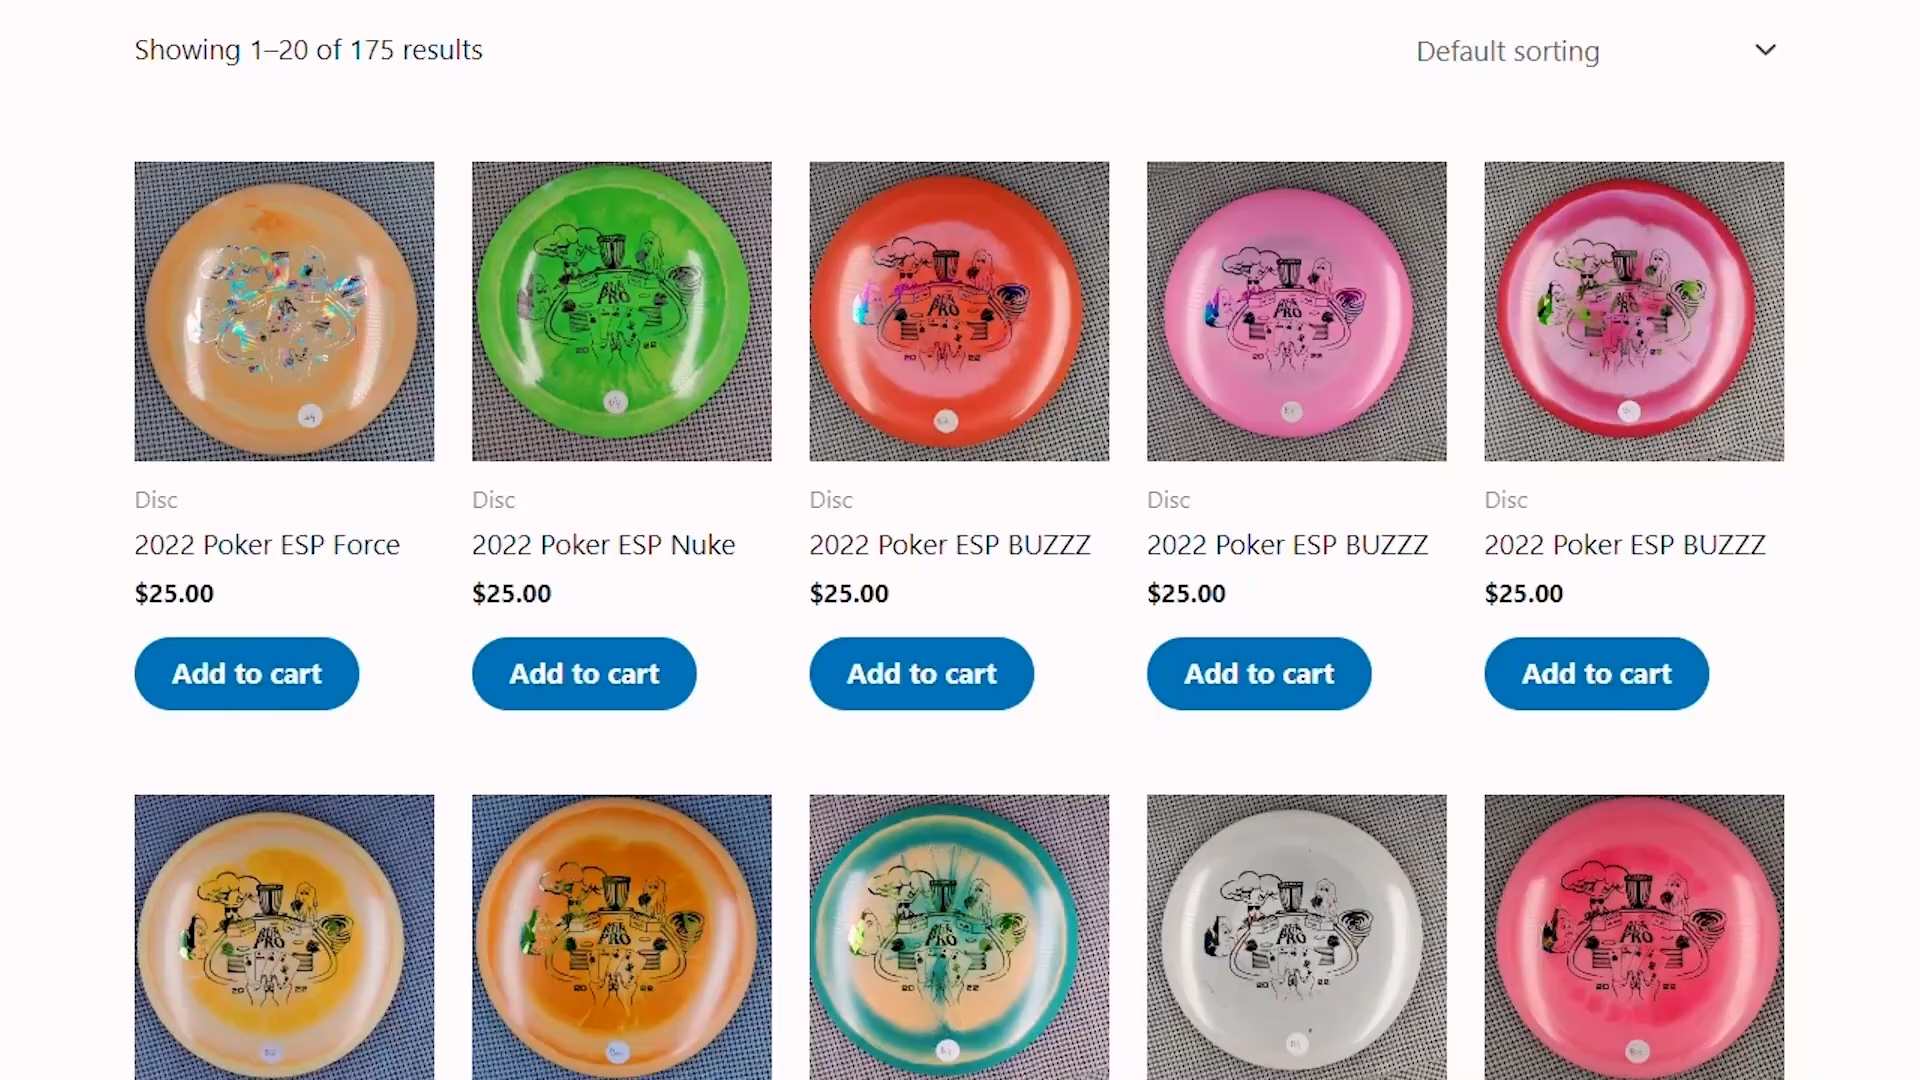 Showing 1–20 of 175 results
Default sorting
Disc
2022 Poker ESP Force
$25.00
Add to cart
Disc
2022 Poker ESP Nuke
$25.00
Add to cart
Disc
2022 Poker ESP BUZZZ
$25.00
Add to cart
Disc
2022 Poker ESP BUZZZ
$25.00
Add to cart
Disc
2022 Poker ESP BUZZZ
$25.00
Add to cart